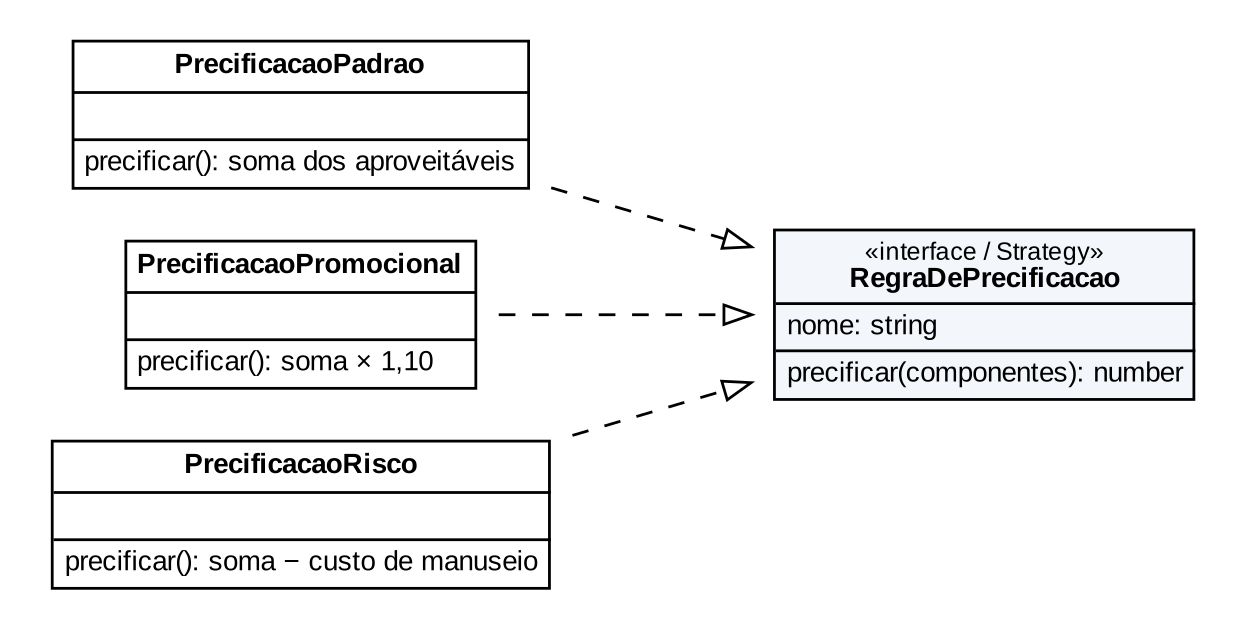 PrecificacaoPadrao
precificar(): soma dos aproveitáveis
PrecificacaoPromocional
precificar(): soma × 1,10
PrecificacaoRisco
precificar(): soma − custo de manuseio
«interface / Strategy»
RegraDePrecificacao
nome: string
precificar(componentes): number